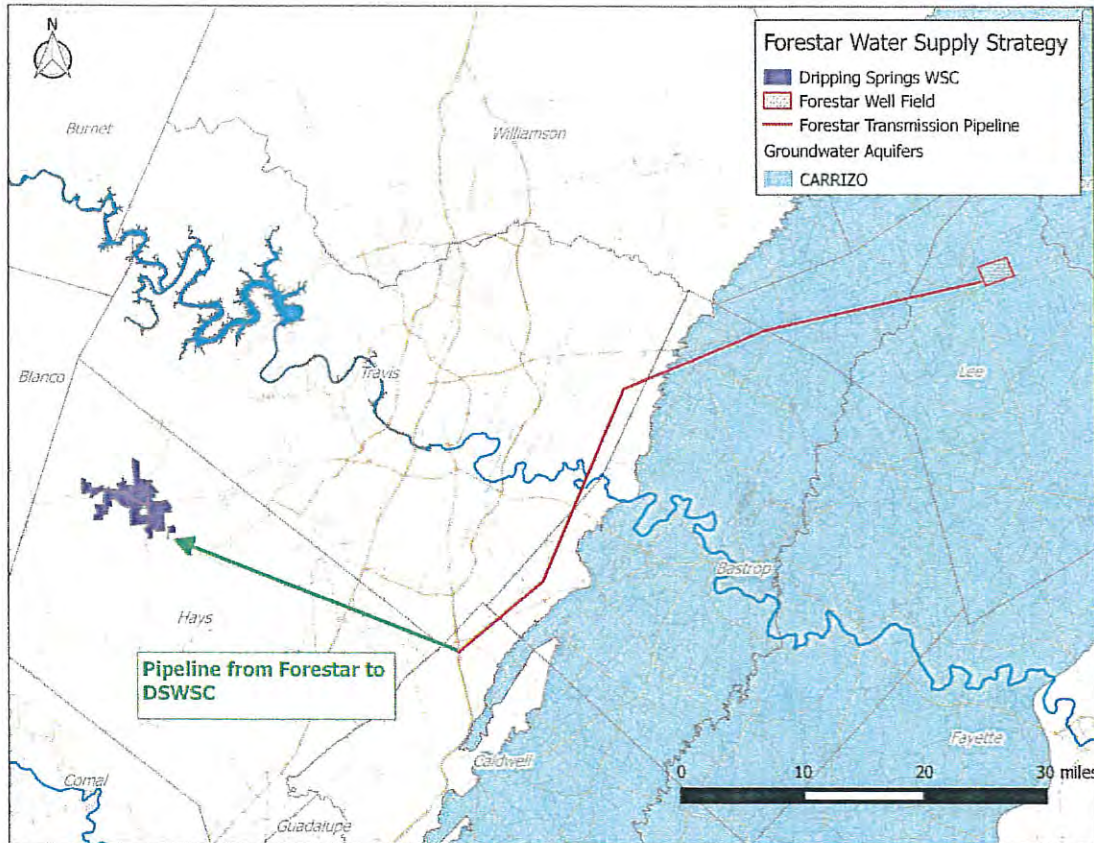 N
Forestar Water Supply Strategy
Dripping Springs WSC
Forestar Well Field
Forestar Transmission Pipeline
Groundwater Aquifers
CARRIZO
Burnet
Williamson
Blanco
Travis
Lee
Bastrop
Hays
Pipeline from Forestar to
DSWSC
Caldwell
Fayette
Comal
Guadalupe
0 10 20 30 miles